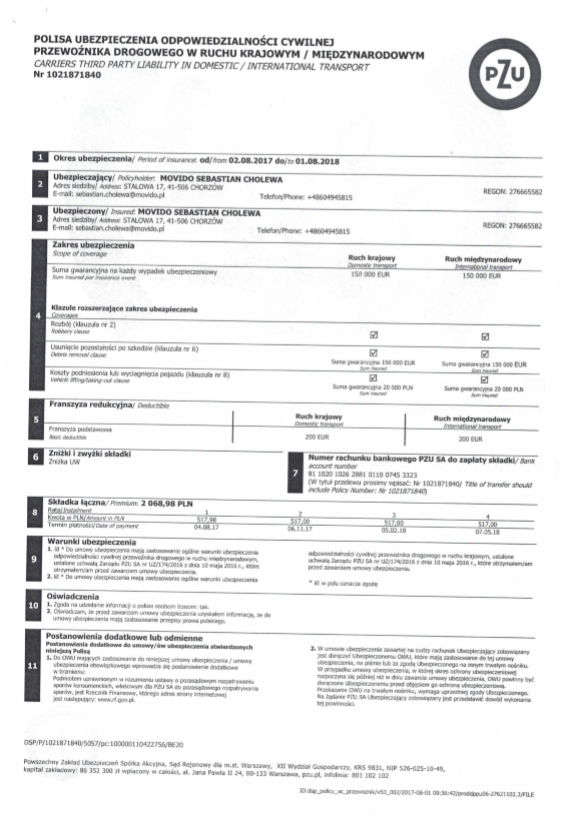 POLISA UBEZPIECZENIA ODPOWIEDZIALNOŚCI CYWILNEJ
PRZEWOŹNIKA DROGOWEGO W RUCHU KRAJOWYM / MIĘDZYNARODOWYM
CARRIERS THIRD PARTY LIABILITY IN DOMESTIC / INTERNATIONAL TRANSPORT
Nr 1021871840
PZU
1 Okres ubezpieczenia/ Period of insurance: od/from 02.08.2017 do/to 01.08.2018
2 Ubezpieczający/ Policyholder: MOVIDO SEBASTIAN CHOLEWA
Adres siedziby/ Address: STALOWA 17, 41-506 CHORZÓW
E-mail: sebastian.cholewa@movido.pl Telefon/Phone: +48604945815 REGON: 276665582
3 Ubezpieczony/ Insured: MOVIDO SEBASTIAN CHOLEWA
Adres siedziby/ Address: STALOWA 17, 41-506 CHORZÓW
E-mail: sebastian.cholewa@movido.pl Telefon/Phone: +48604945815 REGON: 276665582
4 Zakres ubezpieczenia
Scope of coverage
Ruch krajowy Ruch międzynarodowy
Domestic transport International transport
Suma gwarancyjna na każdy wypadek ubezpieczeniowy 150 000 EUR 150 000 EUR
Sum insured per insurance event
Klauzule rozszerzające zakres ubezpieczenia
Coverages
Rozbój (klauzula nr 2)
Robbery clause
Usunięcie pozostałości po szkodzie (klauzula nr 6)
Debris removal clause
Suma gwarancyjna 150 000 EUR Suma gwarancyjna 150 000 EUR
Sum insured Sum insured
Koszty podniesienia lub wyciągnięcia pojazdu (klauzula nr 8)
Vehicle lifting/taking-out clause
Suma gwarancyjna 20 000 PLN Suma gwarancyjna 20 000 PLN
Sum insured Sum insured
5 Franszyza redukcyjna/ Deductible
Ruch krajowy Ruch międzynarodowy
Domestic transport International transport
Franszyza podstawowa 200 EUR 200 EUR
Basic deductible
6 Zniżki i zwyżki składki
Zniżka UW
7 Numer rachunku bankowego PZU SA do zapłaty składki/ Bank
account number
81 1020 1026 2881 0110 0745 3323
(W tytule przelewu prosimy wpisać: Nr 1021871840/ Title of transfer should
include Policy Number: Nr 1021871840)
8 Składka łączna/ Premium: 2 068,98 PLN
Rata/Instalment 1 2 3 4
Kwota w PLN/Amount in PLN 517,98 517,00 517,00 517,00
Termin płatności/Date of payment 04.08.17 06.11.17 05.02.18 07.05.18
9 Warunki ubezpieczenia
1. Do umowy ubezpieczenia mają zastosowanie ogólne warunki ubezpieczenia
odpowiedzialności cywilnej przewoźnika drogowego w ruchu krajowym,
ustalone uchwałą Zarządu PZU SA nr UZ/174/2016 z dnia 10 maja 2016 r., które
otrzymałem/am przed zawarciem umowy ubezpieczenia.
2. Do umowy ubezpieczenia mają zastosowanie ogólne warunki ubezpieczenia
odpowiedzialności cywilnej przewoźnika drogowego w ruchu krajowym, ustalone
uchwałą Zarządu PZU SA nr UZ/174/2016 z dnia 10 maja 2016 r., które otrzymałem/am
przed zawarciem umowy ubezpieczenia.
w polu oznacza zgodę
10 Oświadczenia
1. Zgoda na udzielanie informacji o polisie osobom trzecim: tak.
2. Oświadczam, że przed zawarciem umowy ubezpieczenia uzyskałem informację, że do
umowy ubezpieczenia mają zastosowanie przepisy prawa polskiego.
11 Postanowienia dodatkowe lub odmienne
Postanowienia dodatkowe do umowy/ów ubezpieczenia stwierdzonych
niniejszą Polisą
1. Do OWU mających zastosowanie do niniejszej umowy ubezpieczenia / umowy
ubezpieczenia obowiązkowego wprowadza się postanowienie dodatkowe
w brzmieniu:
Podmiotem uprawnionym w rozumieniu ustawy o pozasądowym rozpatrywaniu
sporów konsumenckich, właściwym dla PZU SA do pozasądowego rozpatrywania
sporów, jest Rzecznik Finansowy, którego adres strony internetowej
jest następujący: www.rf.gov.pl.
2. W umowie ubezpieczenia zawartej na cudzy rachunek Ubezpieczający zobowiązany
jest doręczyć Ubezpieczonemu OWU, które mają zastosowanie do tej umowy
ubezpieczenia, na piśmie lub za zgodą Ubezpieczonego na innym trwałym nośniku.
W przypadku umowy ubezpieczenia, w której okres ochrony ubezpieczeniowej
rozpoczyna się później niż w dniu zawarcia umowy ubezpieczenia, OWU powinny być
doręczone Ubezpieczonemu przed objęciem go ochroną ubezpieczeniową.
Przekazanie OWU na trwałym nośniku, wymaga uprzedniej zgody Ubezpieczonego.
Na żądanie PZU SA Ubezpieczający zobowiązany jest przedstawić dowód wykonania
tej powinności.
DSP/P/1021871840/5057/pc:100000110422756/BE20
Powszechny Zakład Ubezpieczeń Spółka Akcyjna, Sąd Rejonowy dla m.st. Warszawy, XII Wydział Gospodarczy, KRS 9831, NIP 526-025-10-49,
kapitał zakładowy: 86 352 300 zł wpłacony w całości, al. Jana Pawła II 24, 00-133 Warszawa, pzu.pl, infolinia: 801 102 102